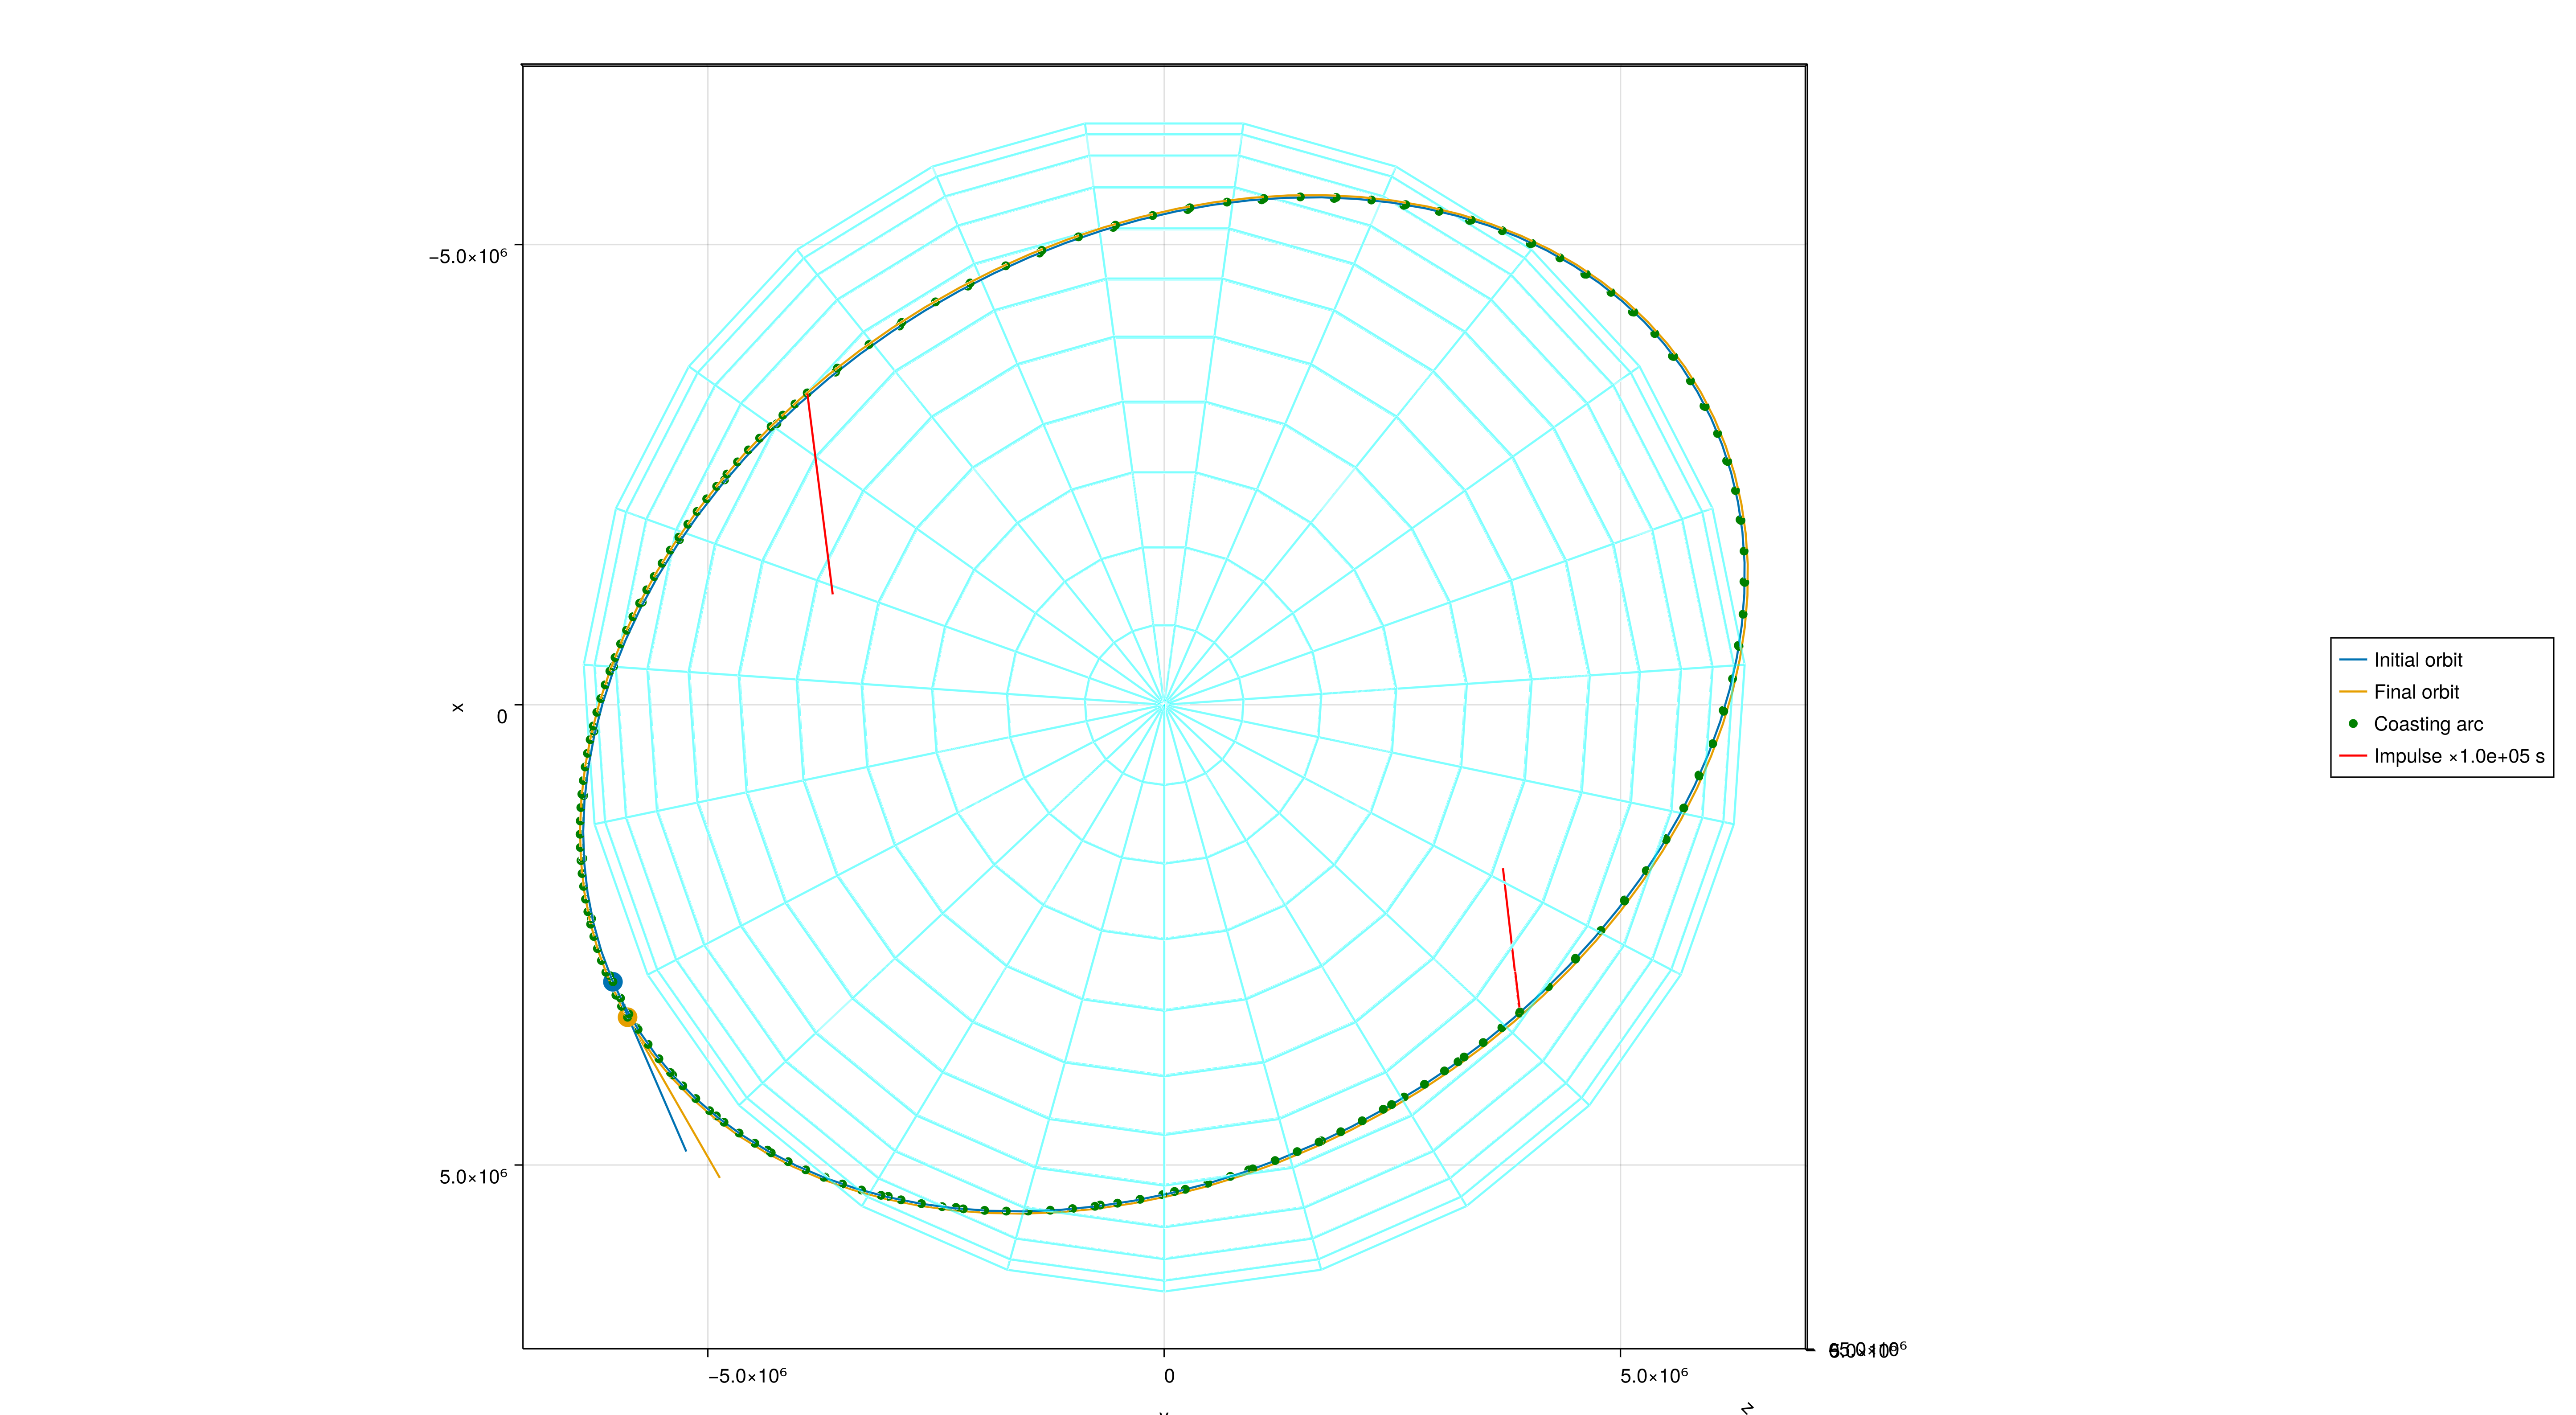 −5.0×10⁶
x
0
5.0×10⁶
−5.0×10⁶
0
5.0×10⁶
z
Initial orbit
Final orbit
Coasting arc
Impulse ×1.0e+05 s